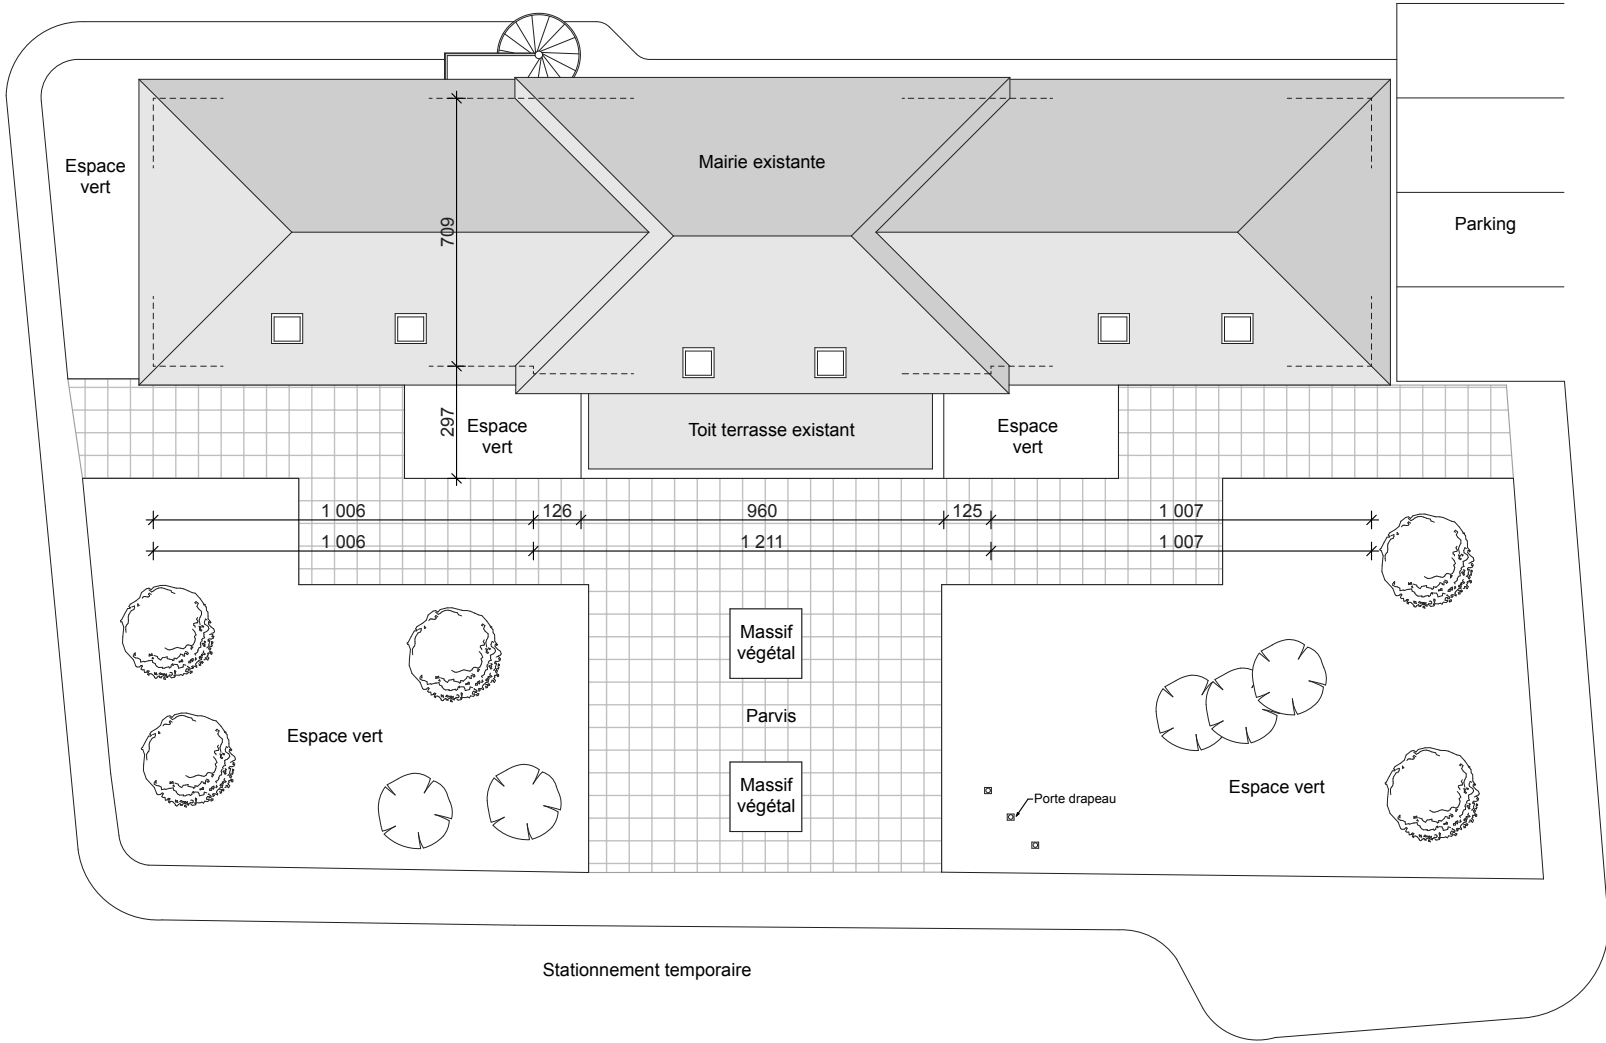 Mairie existante
Espace
vert
Parking
709
297
Espace
vert
Toit terrasse existant
Espace
vert
1 006
126
960
125
1 007
1 006
1 211
1 007
Massif
végétal
Parvis
Espace vert
Massif
végétal
Espace vert
Porte drapeau
Stationnement temporaire